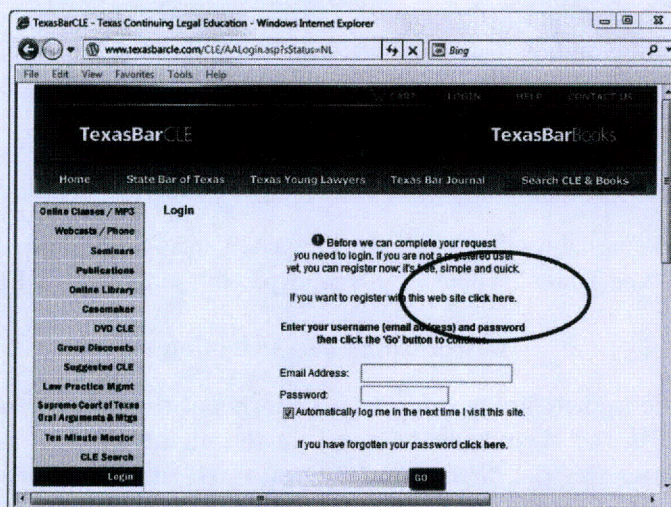 TexasBarCLE - Texas Continuing Legal Education - Windows Internet Explorer
www.texasbarcle.com/CLE/AALogin.asp?sStatus=NL
Bing
File Edit View Favorites Tools Help
CART LOGIN HELP CONTACT US
TexasBarCLE TexasBarBooks
Home State Bar of Texas Texas Young Lawyers Texas Bar Journal Search CLE & Books
Online Classes / MP3
Webcasts / Phone
Seminars
Publications
Online Library
Casemaker
DVD CLE
Group Discounts
Suggested CLE
Law Practice Mgmt
Supreme Court of Texas
Oral Arguments & Mtgs
Ten Minute Mentor
CLE Search
Login
Login
Before we can complete your request
you need to login. If you are not a registered user
yet, you can register now; it's free, simple and quick.
If you want to register with this web site click here.
Enter your username (email address) and password
then click the 'Go' button to continue.
Email Address:
Password:
Automatically log me in the next time I visit this site.
If you have forgotten your password click here.
GO